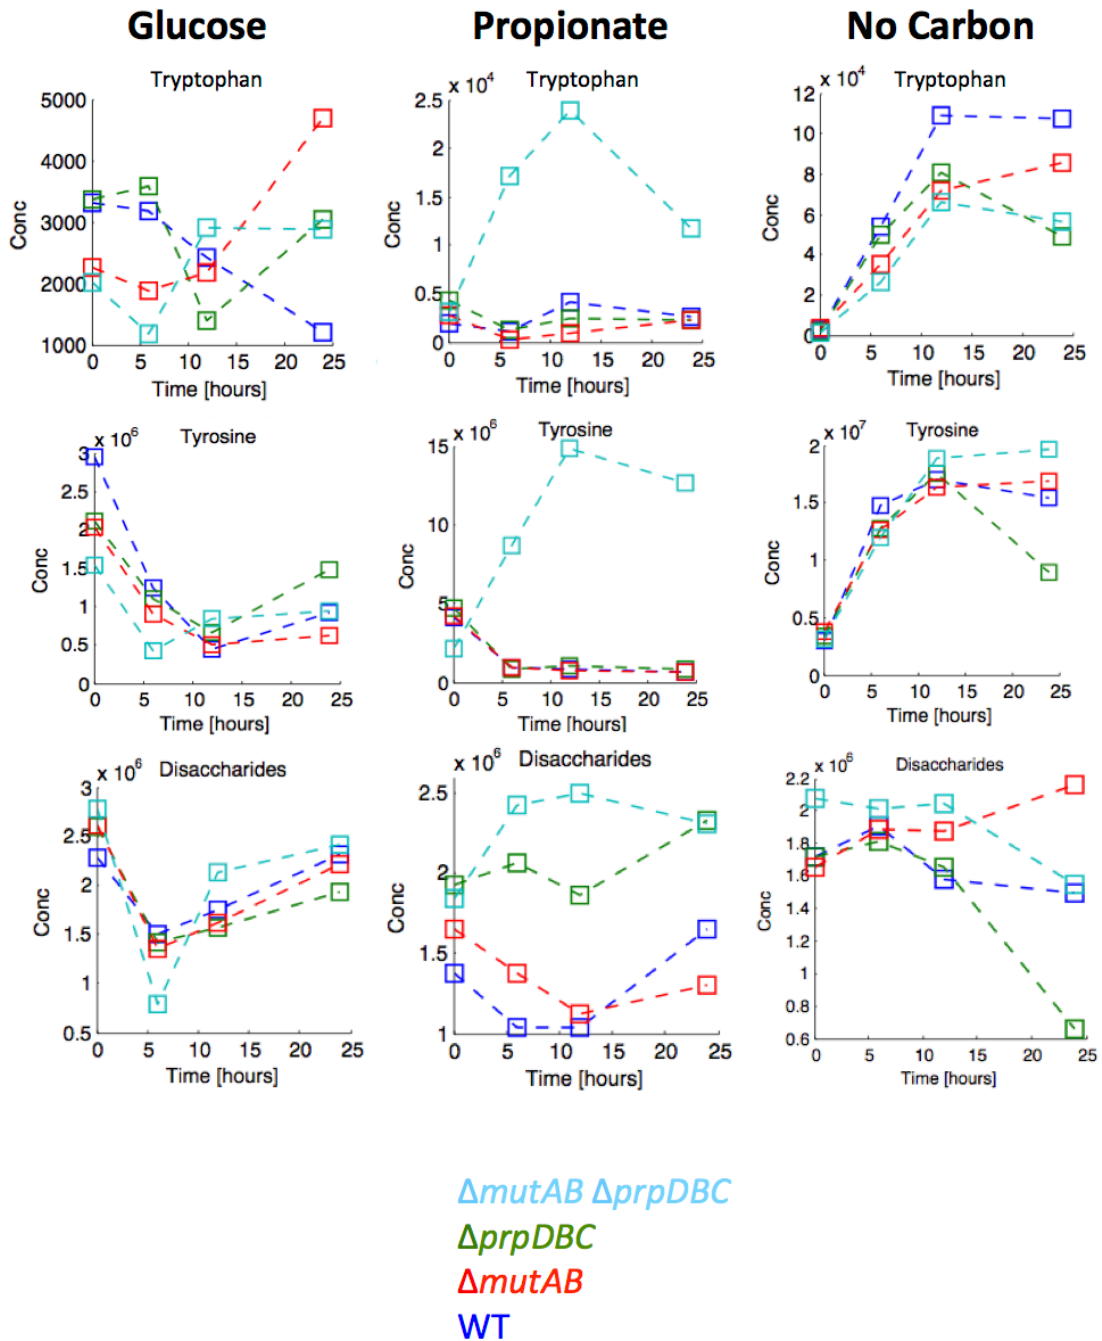 Glucose Propionate No Carbon
Tryptophan
Conc
5000
4000
3000
2000
1000
0 5 10 15 20 25
Time [hours]
x 10^4
Tryptophan
Conc
2.5
2
1.5
1
0.5
0
0 5 10 15 20 25
Time [hours]
x 10^4
Tryptophan
Conc
12
10
8
6
4
2
0
0 5 10 15 20 25
Time [hours]
x 10^6
Tyrosine
Conc
3
2.5
2
1.5
1
0.5
0
0 5 10 15 20 25
Time [hours]
x 10^6
Tyrosine
Conc
15
10
5
0
0 5 10 15 20 25
Time [hours]
x 10^7
Tyrosine
Conc
2
1.5
1
0.5
0
0 5 10 15 20 25
Time [hours]
x 10^6
Disaccharides
Conc
3
2.5
2
1.5
1
0.5
0 5 10 15 20 25
Time [hours]
x 10^6
Disaccharides
Conc
2.5
2
1.5
1
0 5 10 15 20 25
Time [hours]
x 10^6
Disaccharides
Conc
2.2
2
1.8
1.6
1.4
1.2
1
0.8
0.6
0 5 10 15 20 25
Time [hours]
ΔmutAB ΔprpDBC
ΔprpDBC
ΔmutAB
WT